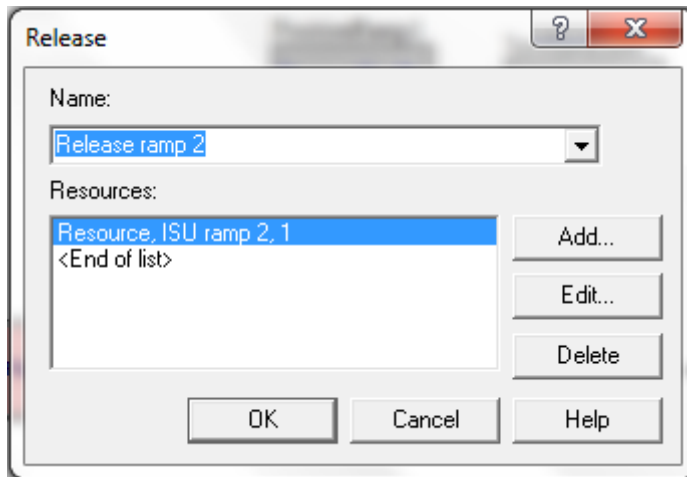 Release
Name:
Release ramp 2
Resources:
Resource, ISU ramp 2, 1
<End of list>
Add...
Edit...
Delete
OK
Cancel
Help